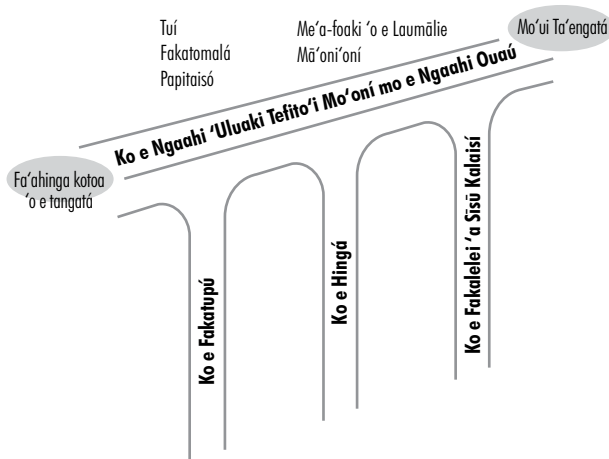 Tuí
Fakatomalá
Papitaisó
Me‘a-foaki ‘o e Laumālie
Mā‘oni‘oní
Mo‘ui Ta‘engatá
Ko e Ngaahi ‘Uluaki Tefito‘i Mo‘oní mo e Ngaahi Ouaú
Fa‘ahinga kotoa
‘o e tangatá
Ko e Fakatupú
Ko e Hingá
Ko e Fakalelei ‘a Sīsū Kalaisí